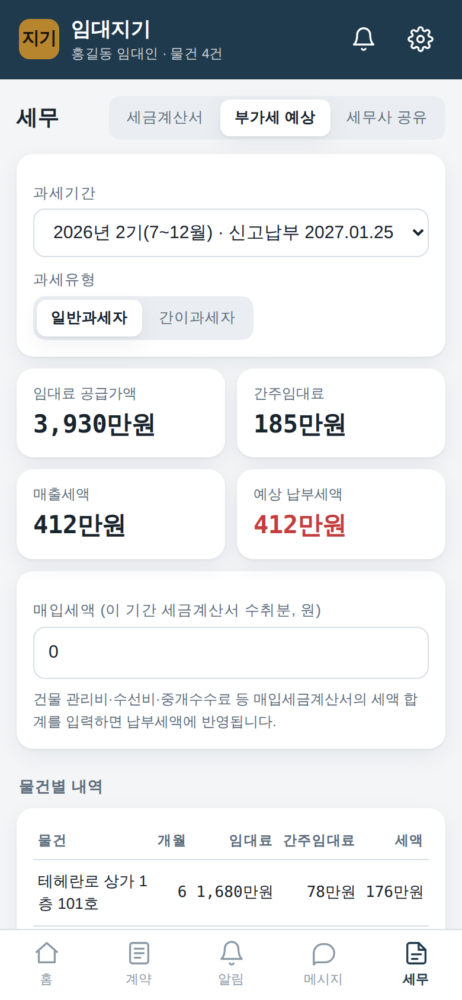 지기
임대지기
홍길동 임대인 · 물건 4건
세무
세금계산서 부가세 예상 세무사 공유
과세기간
2026년 2기(7~12월) · 신고납부 2027.01.25
과세유형
일반과세자 간이과세자
임대료 공급가액
3,930만원
간주임대료
185만원
매출세액
412만원
예상 납부세액
412만원
매입세액 (이 기간 세금계산서 수취분, 원)
0
건물 관리비·수선비·중개수수료 등 매입세금계산서의 세액 합
계를 입력하면 납부세액에 반영됩니다.
물건별 내역
물건 개월 임대료 간주임대료 세액
테헤란로 상가 1
층 101호
6 1,680만원 78만원 176만원
홈 계약 알림 메시지 세무